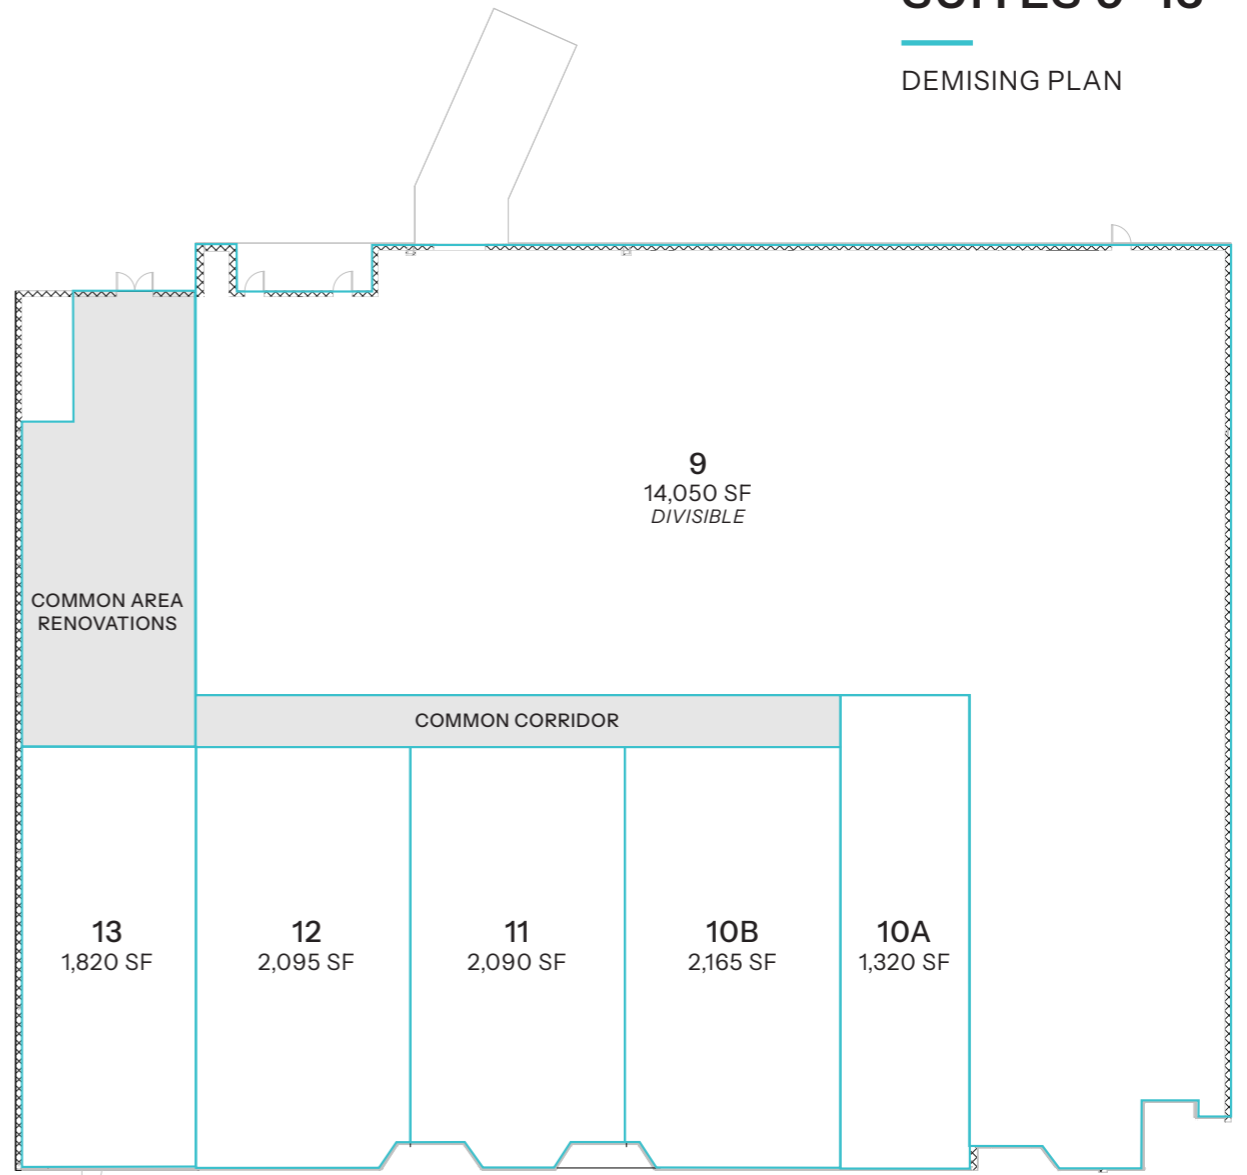 DEMISING PLAN
9
14,050 SF
DIVISIBLE
COMMON AREA
RENOVATIONS
COMMON CORRIDOR
13
1,820 SF
12
2,095 SF
11
2,090 SF
10B
2,165 SF
10A
1,320 SF